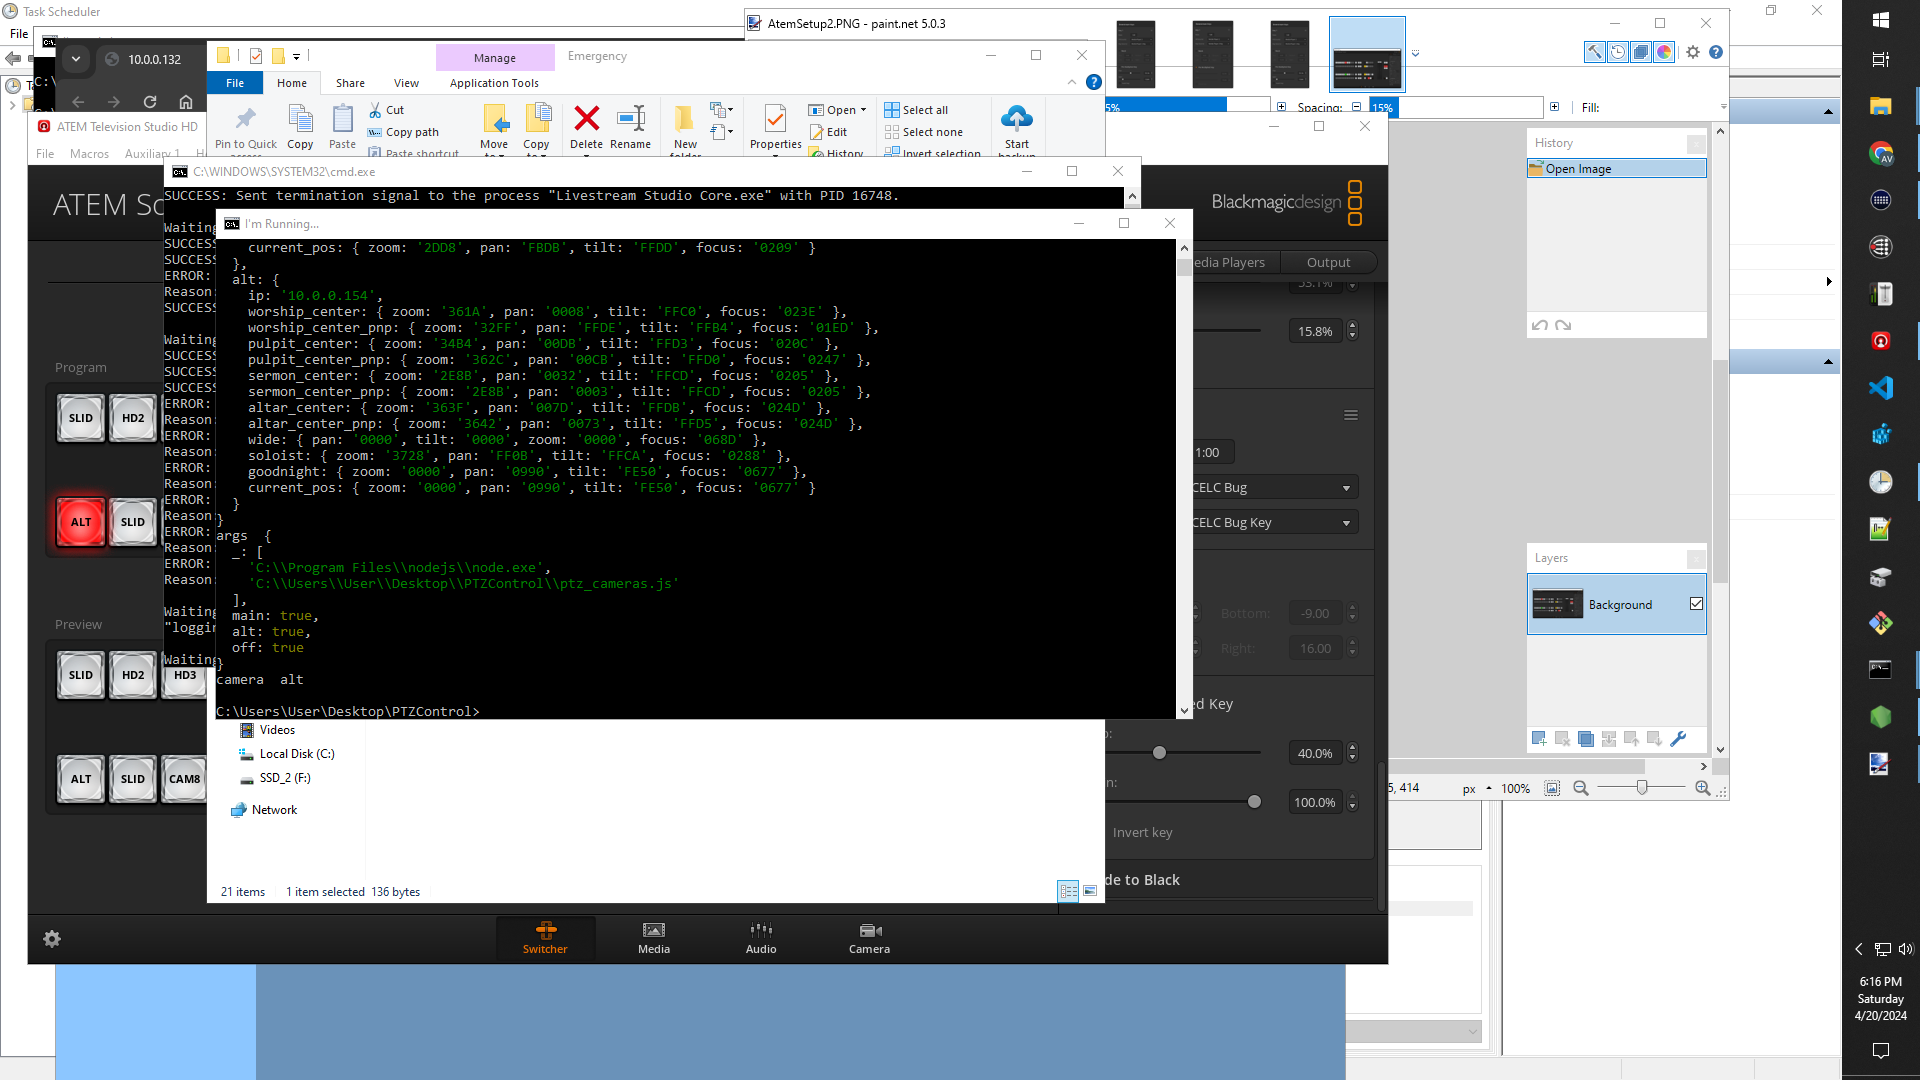 Task Scheduler
File
10.0.0.132
Manage
Emergency
File
Home
Share
View
Application Tools
Pin to Quick
Copy
Paste
Cut
Copy path
Paste shortcut
Move
Copy
Delete
Rename
New
Properties
Open
Edit
History
Select all
Select none
Invert selection
Start
AtemSetup2.PNG - paint.net 5.0.3
Spacing:
15%
Fill:
ATEM Television Studio HD
File
Macros
Auxiliary 1
C:\WINDOWS\SYSTEM32\cmd.exe
SUCCESS: Sent termination signal to the process "Livestream Studio Core.exe" with PID 16748.
Waiting
SUCCESS
SUCCESS
ERROR:
Reason:
SUCCESS
Waiting
SUCCESS
SUCCESS
SUCCESS
ERROR:
Reason:
ERROR:
Reason:
ERROR:
Reason:
ERROR:
Reason:
ERROR:
Reason:
ERROR:
Reason:
Waiting
"loggin
Waiting
I'm Running...
current_pos: { zoom: '2DD8', pan: 'FBDB', tilt: 'FFDD', focus: '0209' }
},
alt: {
ip: '10.0.0.154',
worship_center: { zoom: '361A', pan: '0008', tilt: 'FFC0', focus: '023E' },
worship_center_pnp: { zoom: '32FF', pan: 'FFDE', tilt: 'FFB4', focus: '01ED' },
pulpit_center: { zoom: '34B4', pan: '00DB', tilt: 'FFD3', focus: '020C' },
pulpit_center_pnp: { zoom: '362C', pan: '00CB', tilt: 'FFD0', focus: '0247' },
sermon_center: { zoom: '2E8B', pan: '0032', tilt: 'FFCD', focus: '0205' },
sermon_center_pnp: { zoom: '2E8B', pan: '0003', tilt: 'FFCD', focus: '0205' },
altar_center: { zoom: '363F', pan: '007D', tilt: 'FFDB', focus: '024D' },
altar_center_pnp: { zoom: '3642', pan: '0073', tilt: 'FFD5', focus: '024D' },
wide: { pan: '0000', tilt: '0000', zoom: '0000', focus: '068D' },
soloist: { zoom: '3728', pan: 'FF0B', tilt: 'FFCA', focus: '0288' },
goodnight: { zoom: '0000', pan: '0990', tilt: 'FE50', focus: '0677' },
current_pos: { zoom: '0000', pan: '0990', tilt: 'FE50', focus: '0677' }
}
}
args {
_: [
'C:\\Program Files\\nodejs\\node.exe',
'C:\\Users\\User\\Desktop\\PTZControl\\ptz_cameras.js'
],
main: true,
alt: true,
off: true
}
camera alt
C:\Users\User\Desktop\PTZControl>
Program
SLID
HD2
ALT
SLID
Preview
SLID
HD2
HD3
ALT
SLID
CAM8
Videos
Local Disk (C:)
SSD_2 (F:)
Network
21 items
1 item selected 136 bytes
Switcher
Media
Audio
Camera
Blackmagicdesign
edia Players
Output
53.1%
15.8%
1:00
CELC Bug
CELC Bug Key
Bottom:
-9.00
Right:
16.00
ed Key
40.0%
100.0%
Invert key
de to Black
History
Open Image
Layers
Background
5, 414
px
100%
6:16 PM
Saturday
4/20/2024